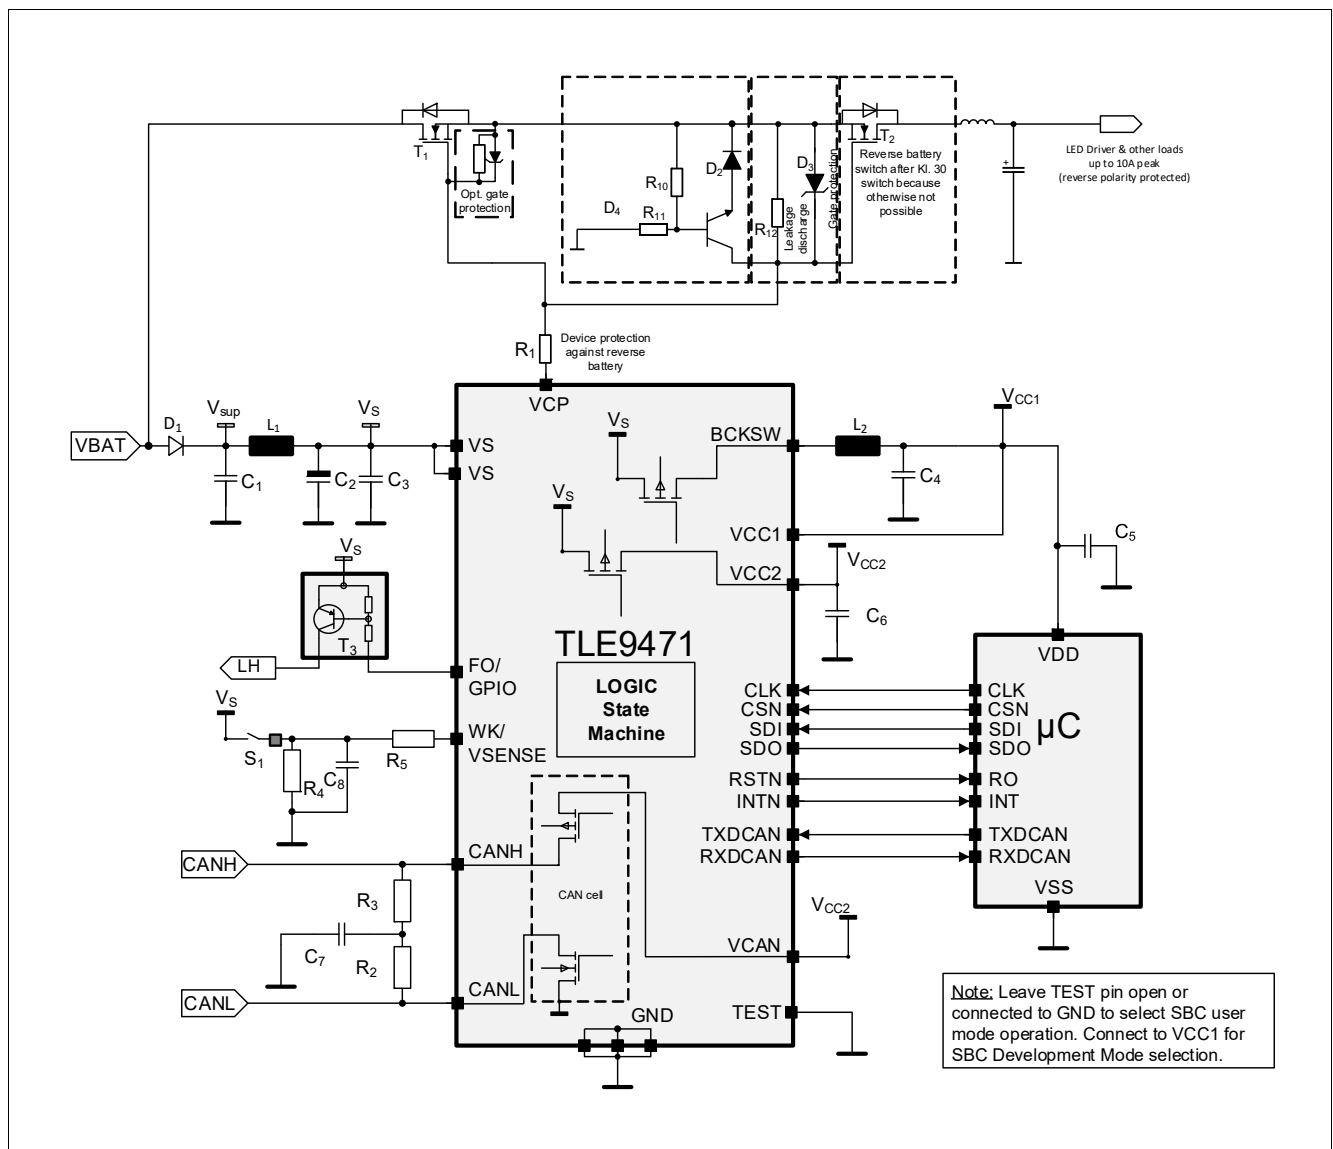 T1
Opt. gate
protection
D4
R10
R11
D2
R12
Leakage
discharge
D3
Gate protection
T2
Reverse battery
switch after Kl. 30
switch because
otherwise not
possible
+
LED Driver & other loads
up to 10A peak
(reverse polarity protected)
R1
Device protection
against reverse
battery
VCP
VBAT
D1
Vsup
L1
VS
C1
C2
C3
VS
VS
VS
VS
BCKSW
L2
VCC1
C4
VCC1
VCC2
VCC2
C5
C6
VS
T3
LH
FO/
GPIO
TLE9471
LOGIC
State
Machine
VS
S1
R4
C8
R5
WK/
VSENSE
CLK
CSN
SDI
SDO
RSTN
INTN
TXDCAN
RXDCAN
VDD
µC
CLK
CSN
SDI
SDO
RO
INT
TXDCAN
RXDCAN
VSS
CANH
CANH
R3
C7
R2
CAN cell
CANL
CANL
VCC2
VCAN
TEST
GND
Note: Leave TEST pin open or
connected to GND to select SBC user
mode operation. Connect to VCC1 for
SBC Development Mode selection.